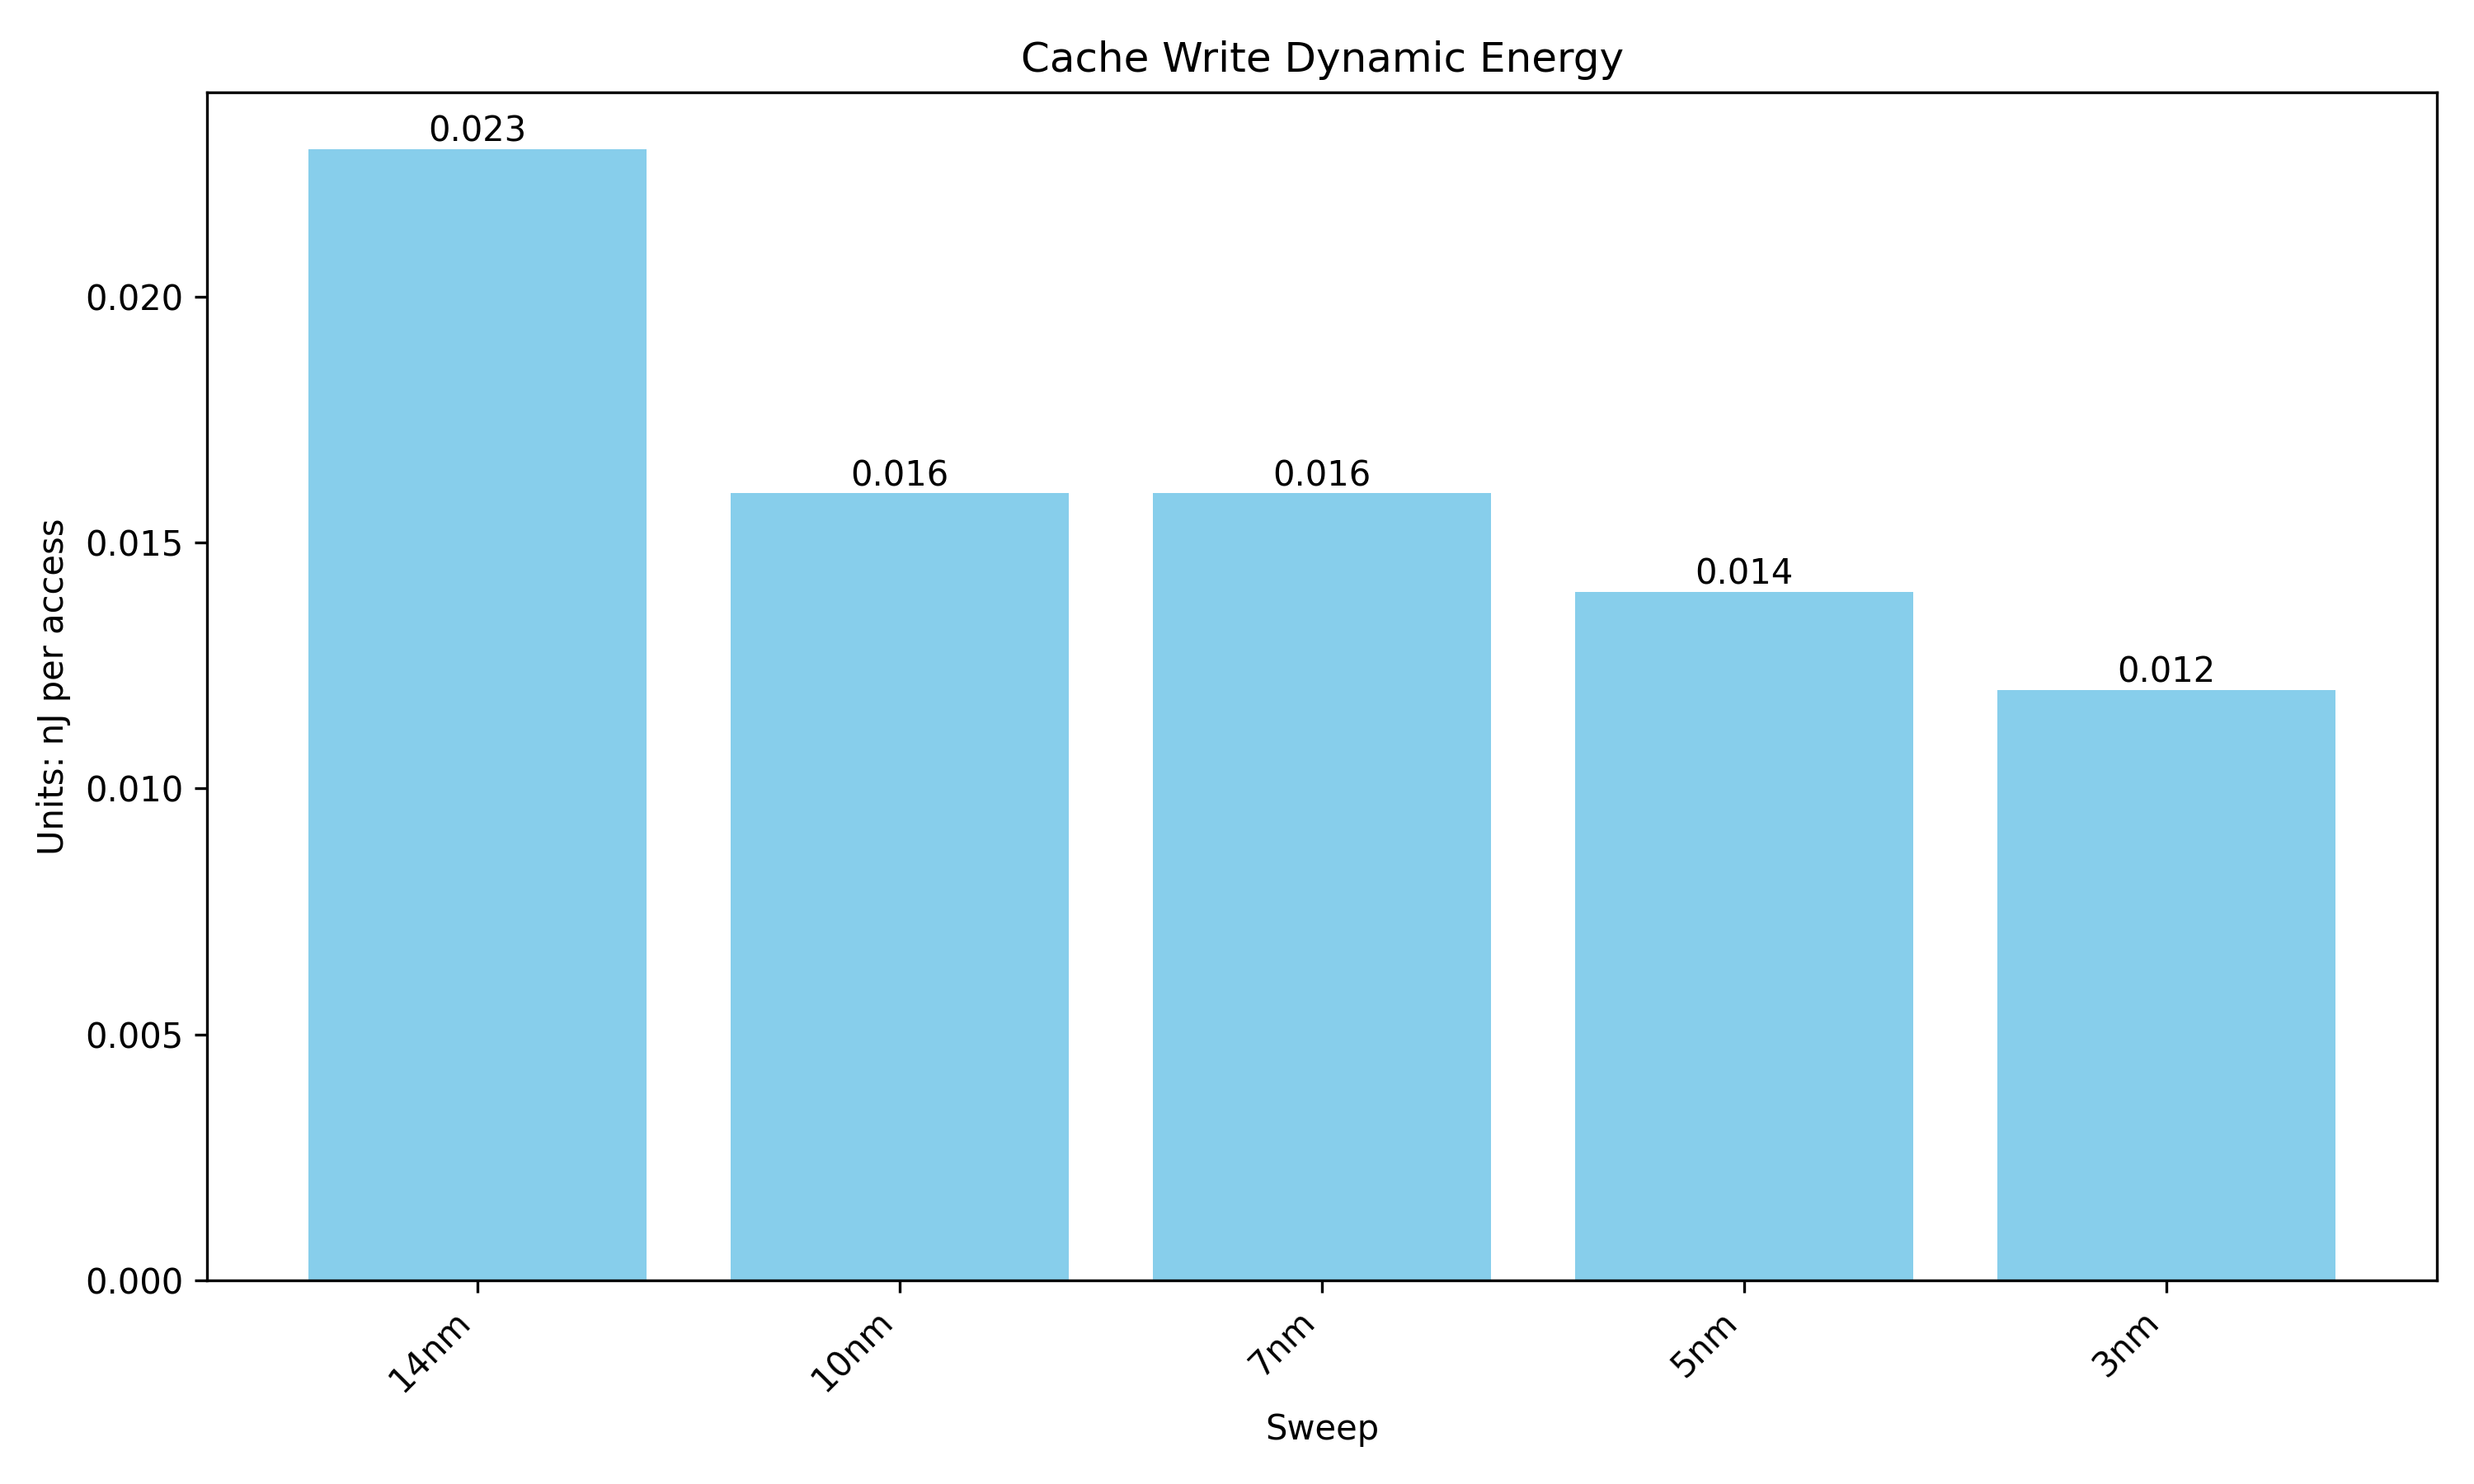 Cache Write Dynamic Energy
0.023
0.016
0.016
0.014
0.012
0.020
0.015
0.010
0.005
0.000
Units: nJ per access
14nm
10nm
7nm
5nm
3nm
Sweep